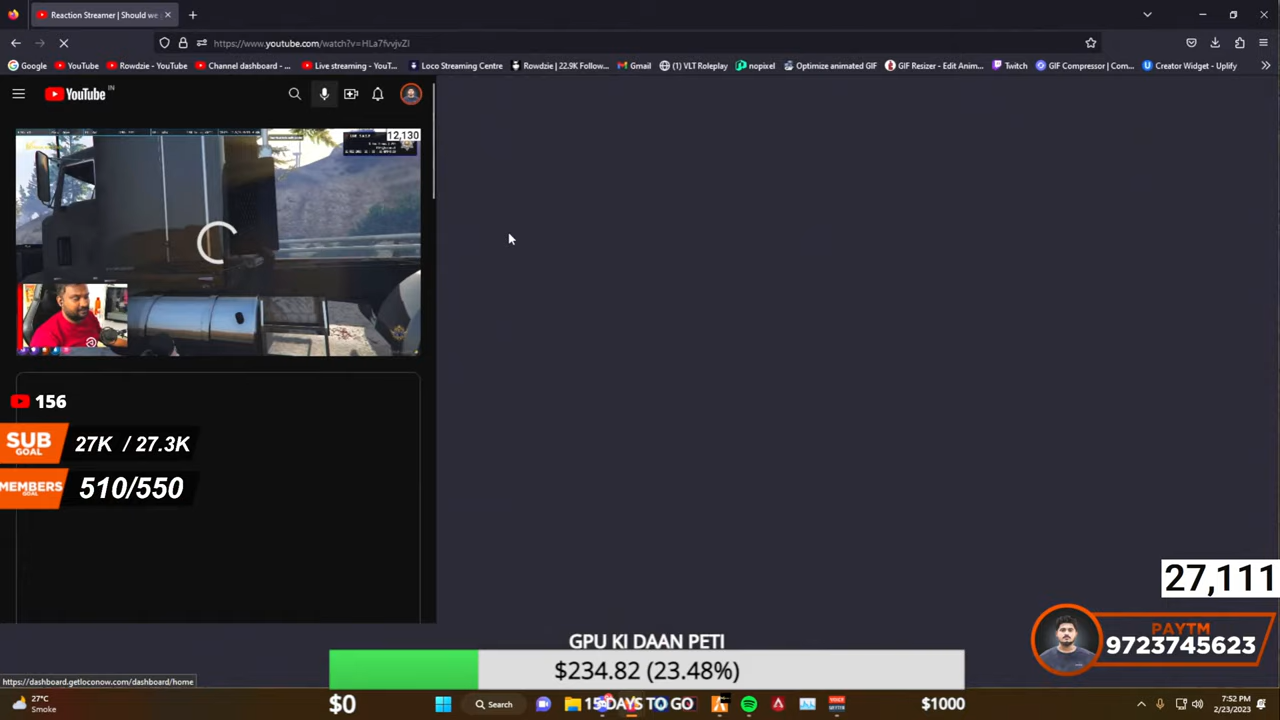 Reaction Streamer | Should we
https://www.youtube.com/watch?v=HLa7fvvjvZI
Google
YouTube
Rowdzie - YouTube
Channel dashboard - ...
Live streaming - YouT...
Loco Streaming Centre
Rowdzie | 22.9K Follow...
Gmail
(1) VLT Roleplay
nopixel
Optimize animated GIF
GIF Resizer - Edit Anim...
Twitch
GIF Compressor | Com...
Creator Widget - Uplify
YouTube IN
12,130
156
SUB GOAL
27K / 27.3K
MEMBERS GOAL
510/550
27,111
PAYTM
9723745623
GPU KI DAAN PETI
$234.82 (23.48%)
https://dashboard.getloconow.com/dashboard/home
$0
15 DAYS TO GO
$1000
27°C
Smoke
Search
7:52 PM
2/23/2023